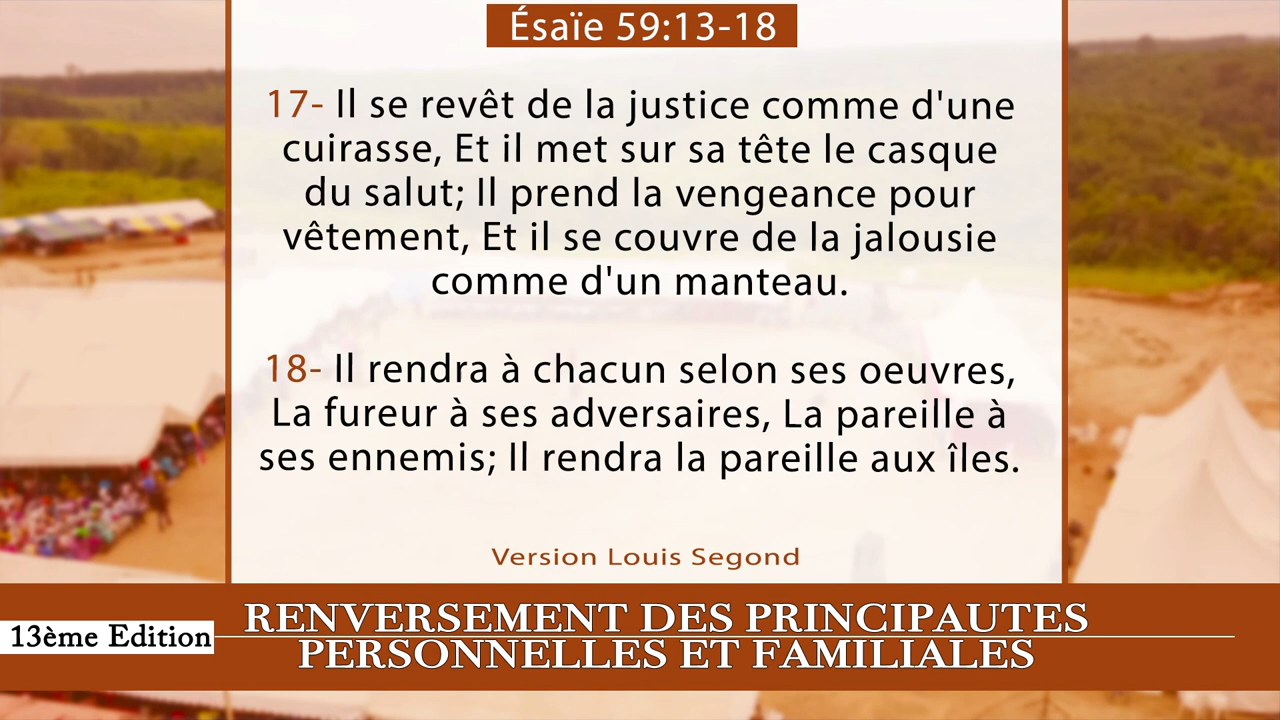 Ésaïe 59:13-18
17- Il se revêt de la justice comme d'une
cuirasse, Et il met sur sa tête le casque
du salut; Il prend la vengeance pour
vêtement, Et il se couvre de la jalousie
comme d'un manteau.
18- Il rendra à chacun selon ses oeuvres,
La fureur à ses adversaires, La pareille à
ses ennemis; Il rendra la pareille aux îles.
Version Louis Segond
13ème Edition
RENVERSEMENT DES PRINCIPAUTES
PERSONNELLES ET FAMILIALES